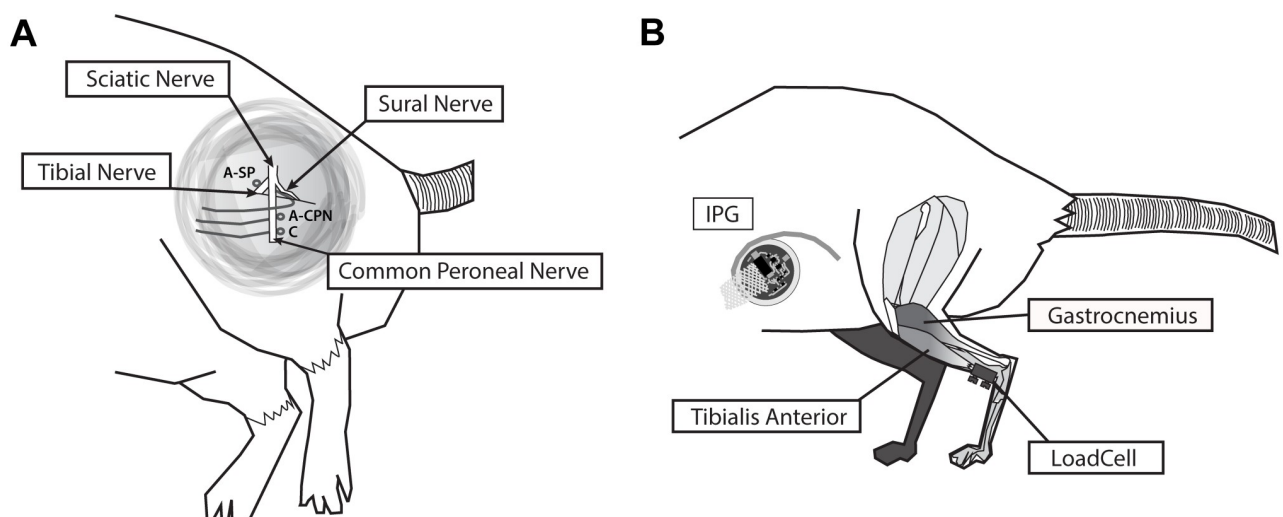 A
Sciatic Nerve
Sural Nerve
Tibial Nerve
A-SP
A-CPN
C
Common Peroneal Nerve
B
IPG
Gastrocnemius
Tibialis Anterior
LoadCell